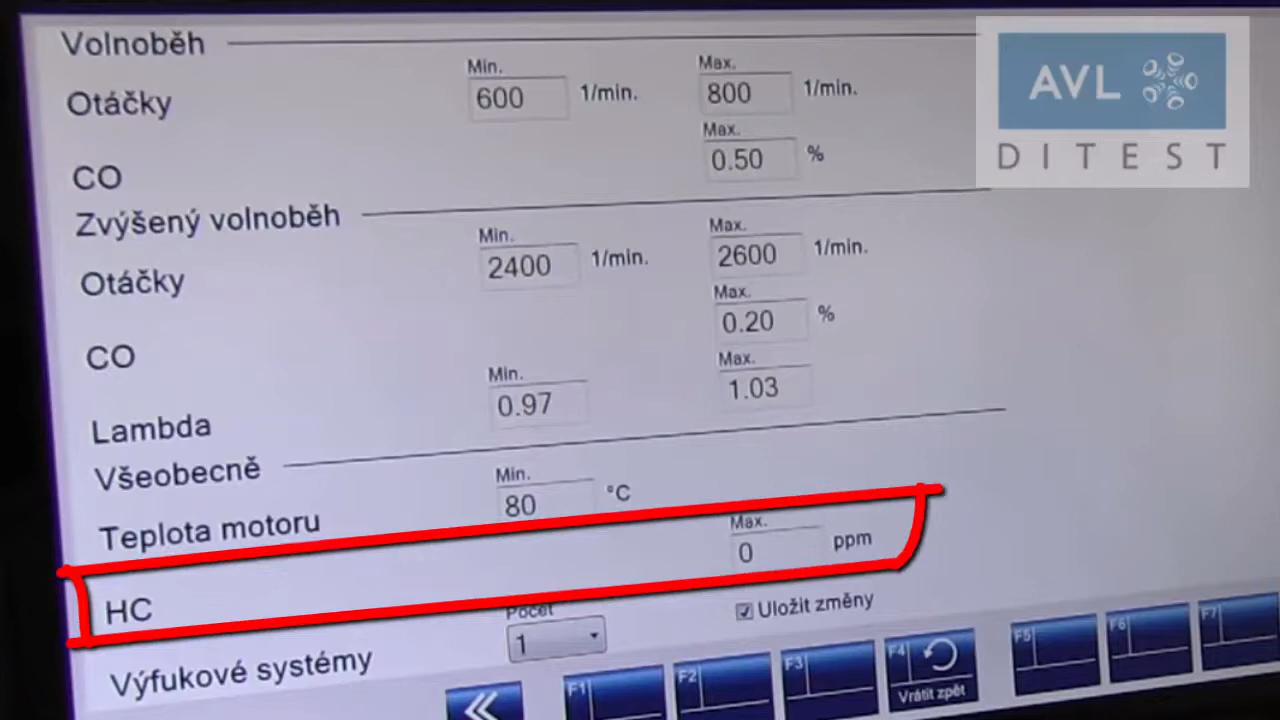 Volnoběh
Min.
Max.
Otáčky 600 1/min. 800 1/min.
Max.
CO 0.50 %
Zvýšený volnoběh
Min.
Max.
Otáčky 2400 1/min. 2600 1/min.
Max.
CO 0.20 %
Min.
Max.
Lambda 0.97 1.03
Všeobecně
Min.
Teplota motoru 80 °C
Max.
HC 0 ppm
Počet
Výfukové systémy 1 Uložit změny
F1 F2 F3 F4 F5 F6 F7
Vrátit zpět
AVL
DITEST